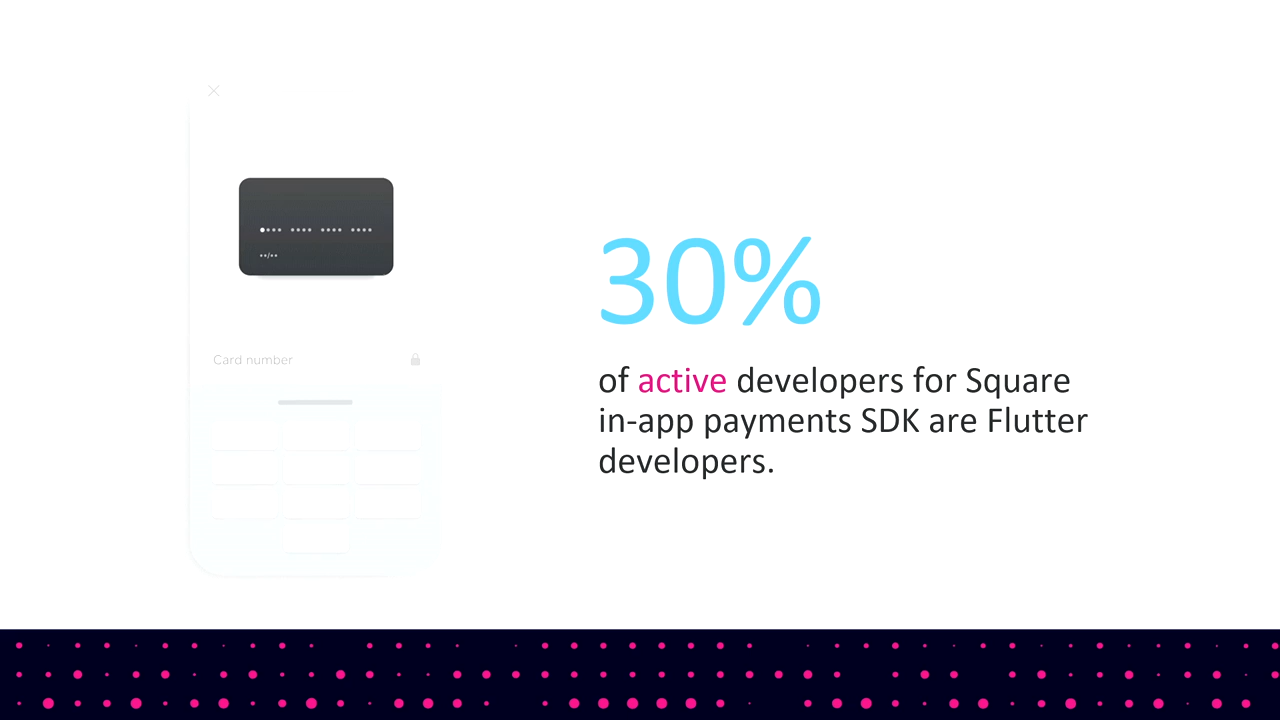 Card number
30%
of active developers for Square
in-app payments SDK are Flutter
developers.